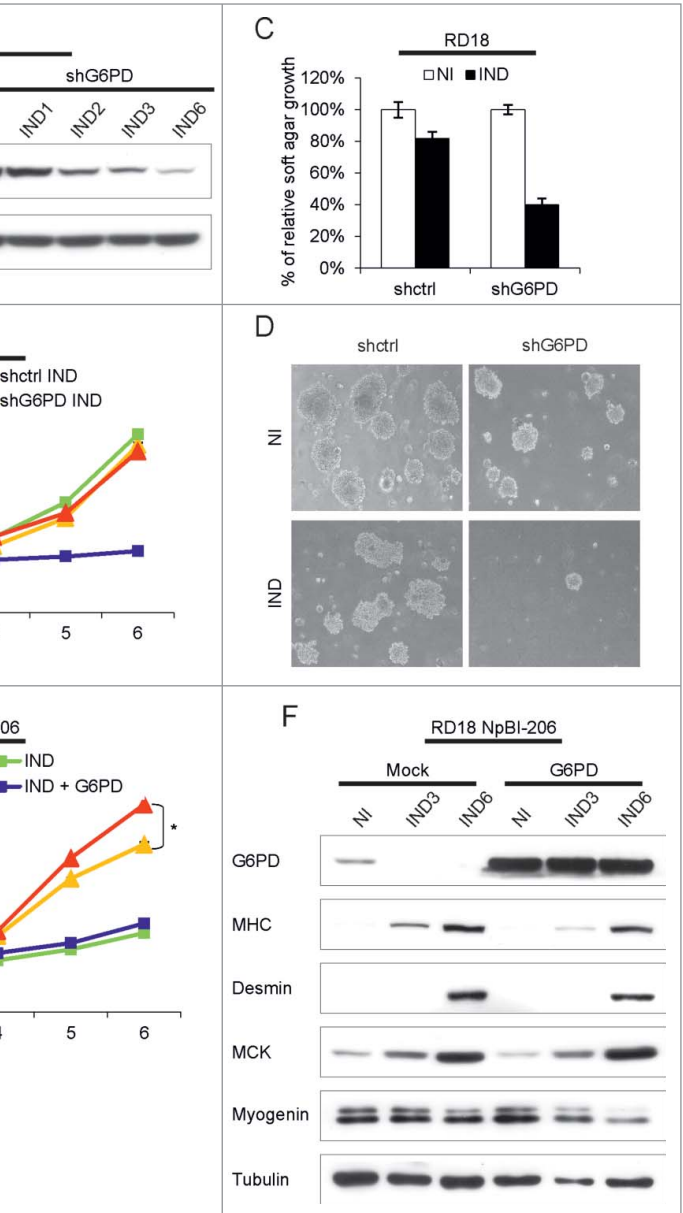 shG6PD
IND1
IND2
IND3
IND6
C
RD18
NI
IND
% of relative soft agar growth
120%
100%
80%
60%
40%
20%
0%
shctrl
shG6PD
shctrl IND
shG6PD IND
5
6
D
shctrl
shG6PD
NI
IND
06
IND
IND + G6PD
*
4
5
6
F
RD18 NpBI-206
Mock
G6PD
NI
IND3
IND6
NI
IND3
IND6
G6PD
MHC
Desmin
MCK
Myogenin
Tubulin